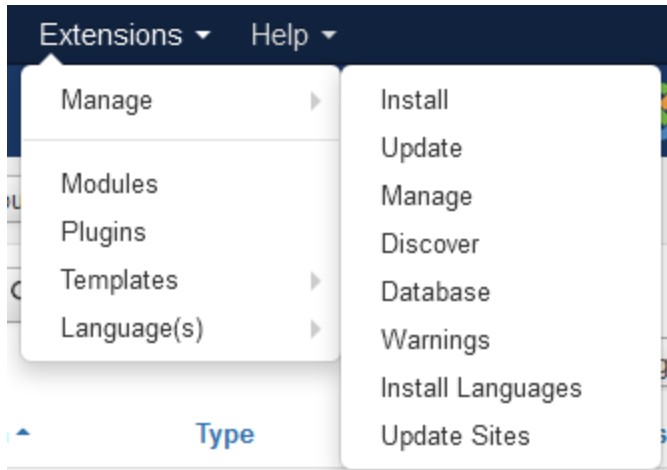 Extensions Help
Manage
Modules
Plugins
Templates
Language(s)
Install
Update
Manage
Discover
Database
Warnings
Install Languages
Update Sites
Type